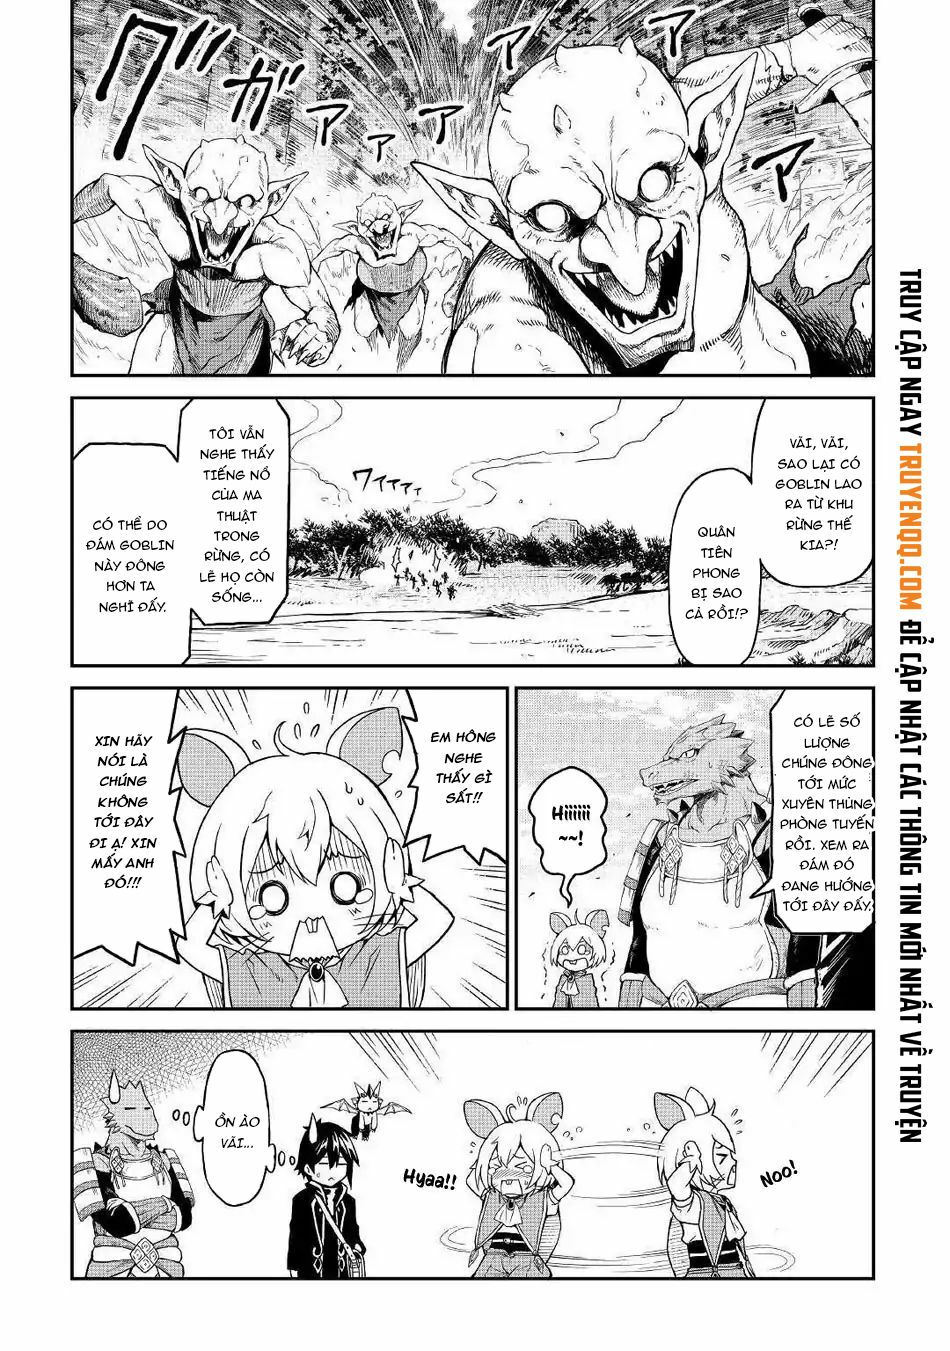 グガァァァァァ
VÃI, VÃI,
SAO LẠI CÓ
GOBLIN LAO
RA TỪ KHU
RỪNG THẾ
KIA?!
QUÂN
TIÊN
PHONG
BỊ SAO
CẢ RỒI!?
ワイイイイ
TÔI VẪN
NGHE THẤY
TIẾNG NỔ
CỦA MA
THUẬT
TRONG
RỪNG, CÓ
LẼ HỌ CÒN
SỐNG...
CÓ THỂ DO
ĐÁM GOBLIN
NÀY ĐÔNG
HƠN TA
NGHĨ ĐẤY.
CÓ LẼ SỐ
LƯỢNG
CHÚNG ĐÔNG
TỚI MỨC
XUYÊN THỦNG
PHÒNG TUYẾN
RỒI. XEM RA
ĐÁM ĐÓ
ĐANG HƯỚNG
TỚI ĐÂY ĐẤY.
Hiiiiii
~~!
EM HÔNG
NGHE
THẤY GÌ
SẤT!!
XIN HÃY
NÓI LÀ
CHÚNG
KHÔNG
TỚI ĐÂY
ĐI Ạ! XIN
MẤY ANH
ĐÓ!!!
Noo!
Hyaa!!
ỒN ÀO
VÃI...
TRUY CẬP NGAY TRUYENQQ.COM ĐỂ CẬP NHẬT CÁC THÔNG TIN MỚI NHẤT VỀ TRUYỆN